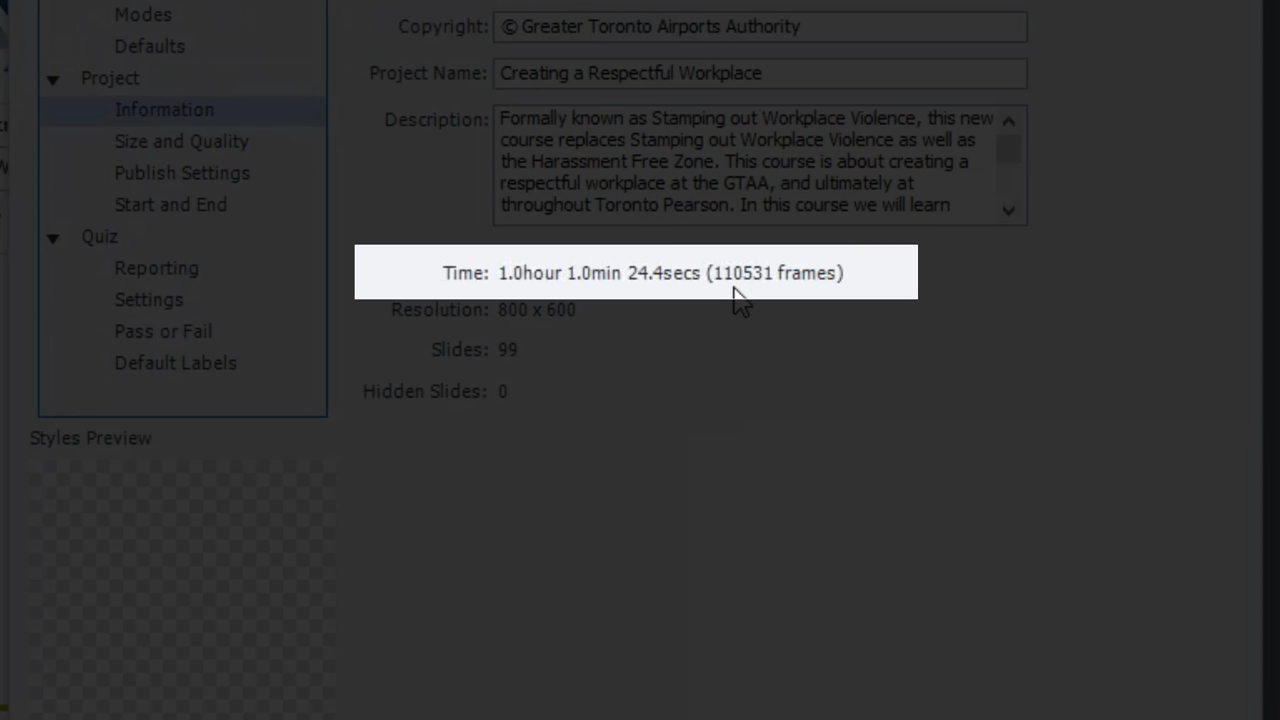 Modes
Defaults
Project
Information
Size and Quality
Publish Settings
Start and End
Quiz
Reporting
Settings
Pass or Fail
Default Labels
Styles Preview
Copyright: © Greater Toronto Airports Authority
Project Name: Creating a Respectful Workplace
Description: Formally known as Stamping out Workplace Violence, this new
course replaces Stamping out Workplace Violence as well as
the Harassment Free Zone. This course is about creating a
respectful workplace at the GTAA, and ultimately at
throughout Toronto Pearson. In this course we will learn
Time: 1.0hour 1.0min 24.4secs (110531 frames)
Resolution: 800 x 600
Slides: 99
Hidden Slides: 0